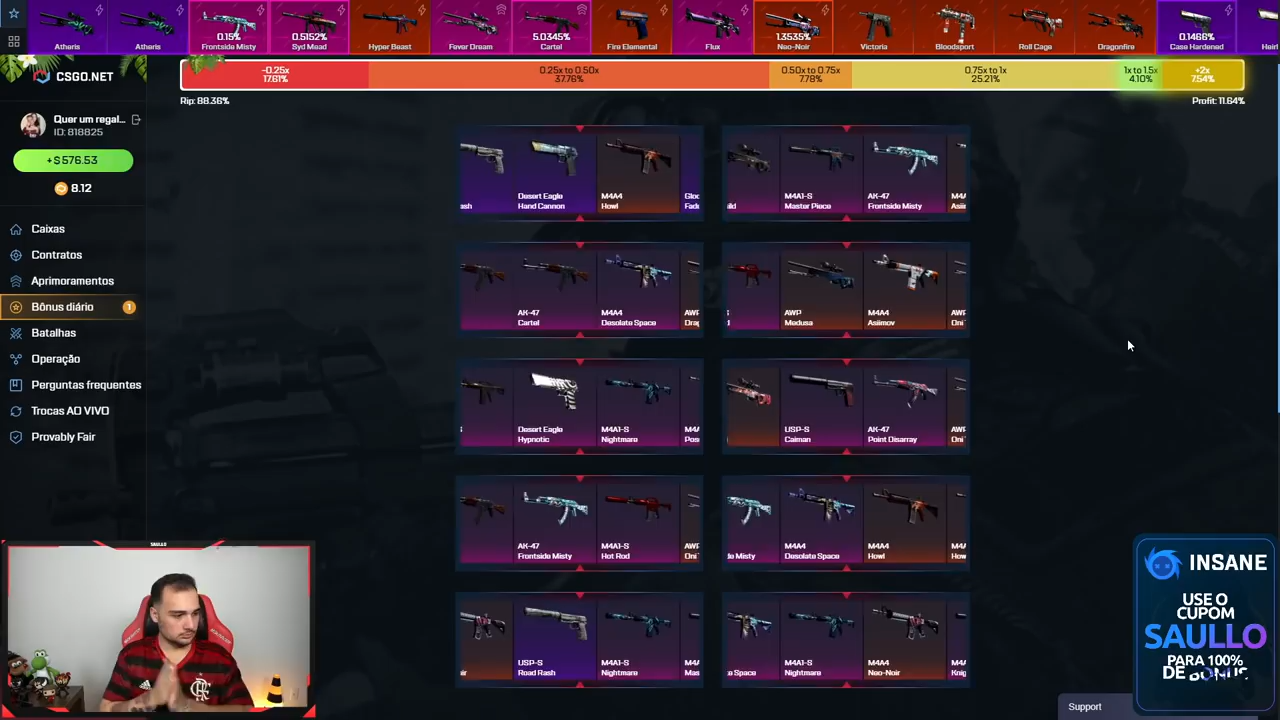 Atheris
Atheris
0.15%
Frontside Misty
0.5152%
Syd Mead
Hyper Beast
Fever Dream
5.0345%
Cartel
Fire Elemental
Flux
1.3535%
Neo-Noir
Victoria
Bloodsport
Roll Cage
Dragonfire
0.1466%
Case Hardened
CSGO.NET
-0.25x
17.61%
0.25x to 0.50x
37.76%
0.50x to 0.75x
7.78%
0.75x to 1x
25.21%
1x to 1.5x
4.10%
+2x
7.54%
Rip: 88.36%
Profit: 11.64%
Quer um regal...
ID: 818825
+$ 576.53
8.12
Caixas
Contratos
Aprimoramentos
Bônus diário
1
Batalhas
Operação
Perguntas frequentes
Trocas AO VIVO
Provably Fair
Desert Eagle
Hand Cannon
M4A4
Howl
M4A1-S
Master Piece
AK-47
Frontside Misty
AK-47
Cartel
M4A4
Desolate Space
AWP
Medusa
M4A4
Asiimov
Desert Eagle
Hypnotic
M4A1-S
Nightmare
USP-S
Caiman
AK-47
Point Disarray
AK-47
Frontside Misty
M4A1-S
Hot Rod
M4A4
Desolate Space
M4A4
Howl
USP-S
Road Rash
M4A1-S
Nightmare
M4A1-S
Nightmare
M4A4
Neo-Noir
SAULLO
INSANE
USE O
CUPOM
SAULLO
PARA 100%
DE BONUS
Support